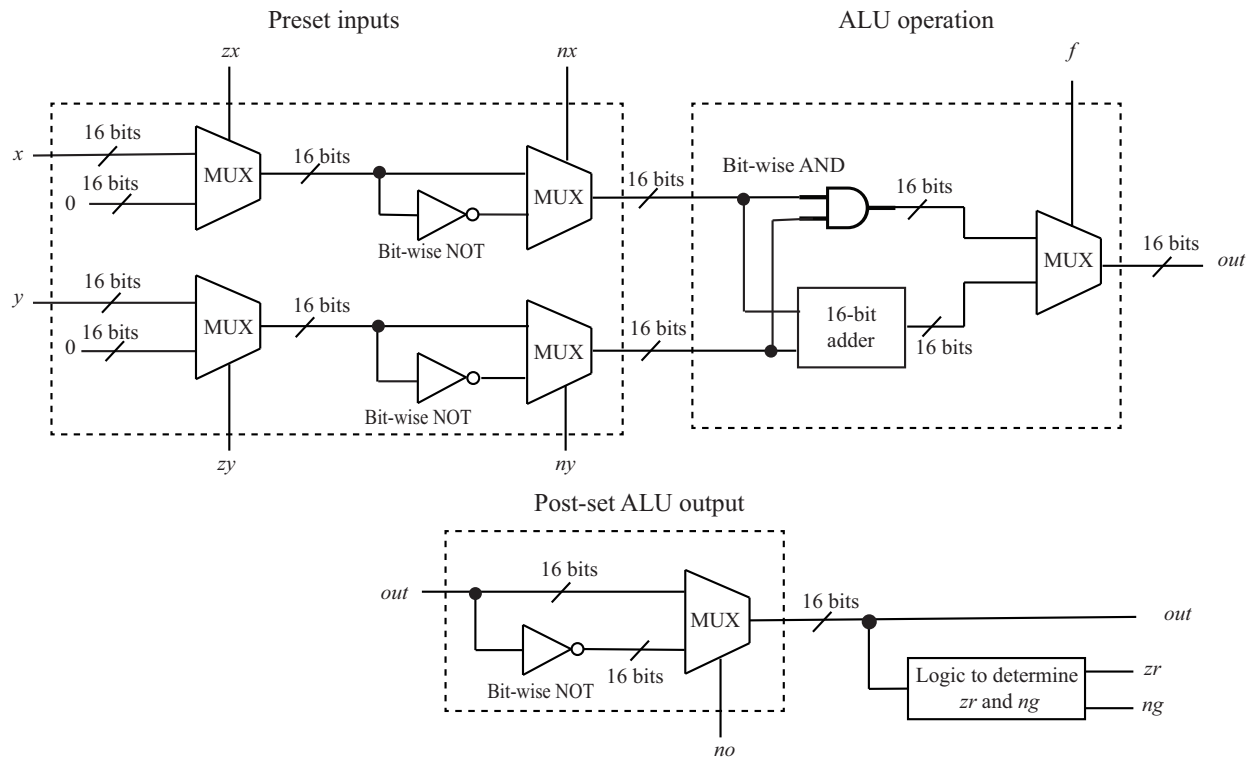 Preset inputs
ALU operation
zx
nx
f
16 bits
x
MUX
16 bits
16 bits
0
MUX
Bit-wise NOT
16 bits
Bit-wise AND
16 bits
MUX
16 bits
out
16 bits
y
MUX
16 bits
16 bits
0
MUX
Bit-wise NOT
16 bits
16-bit
adder
16 bits
zy
ny
Post-set ALU output
out
16 bits
MUX
Bit-wise NOT
16 bits
16 bits
out
Logic to determine
zr and ng
zr
ng
no